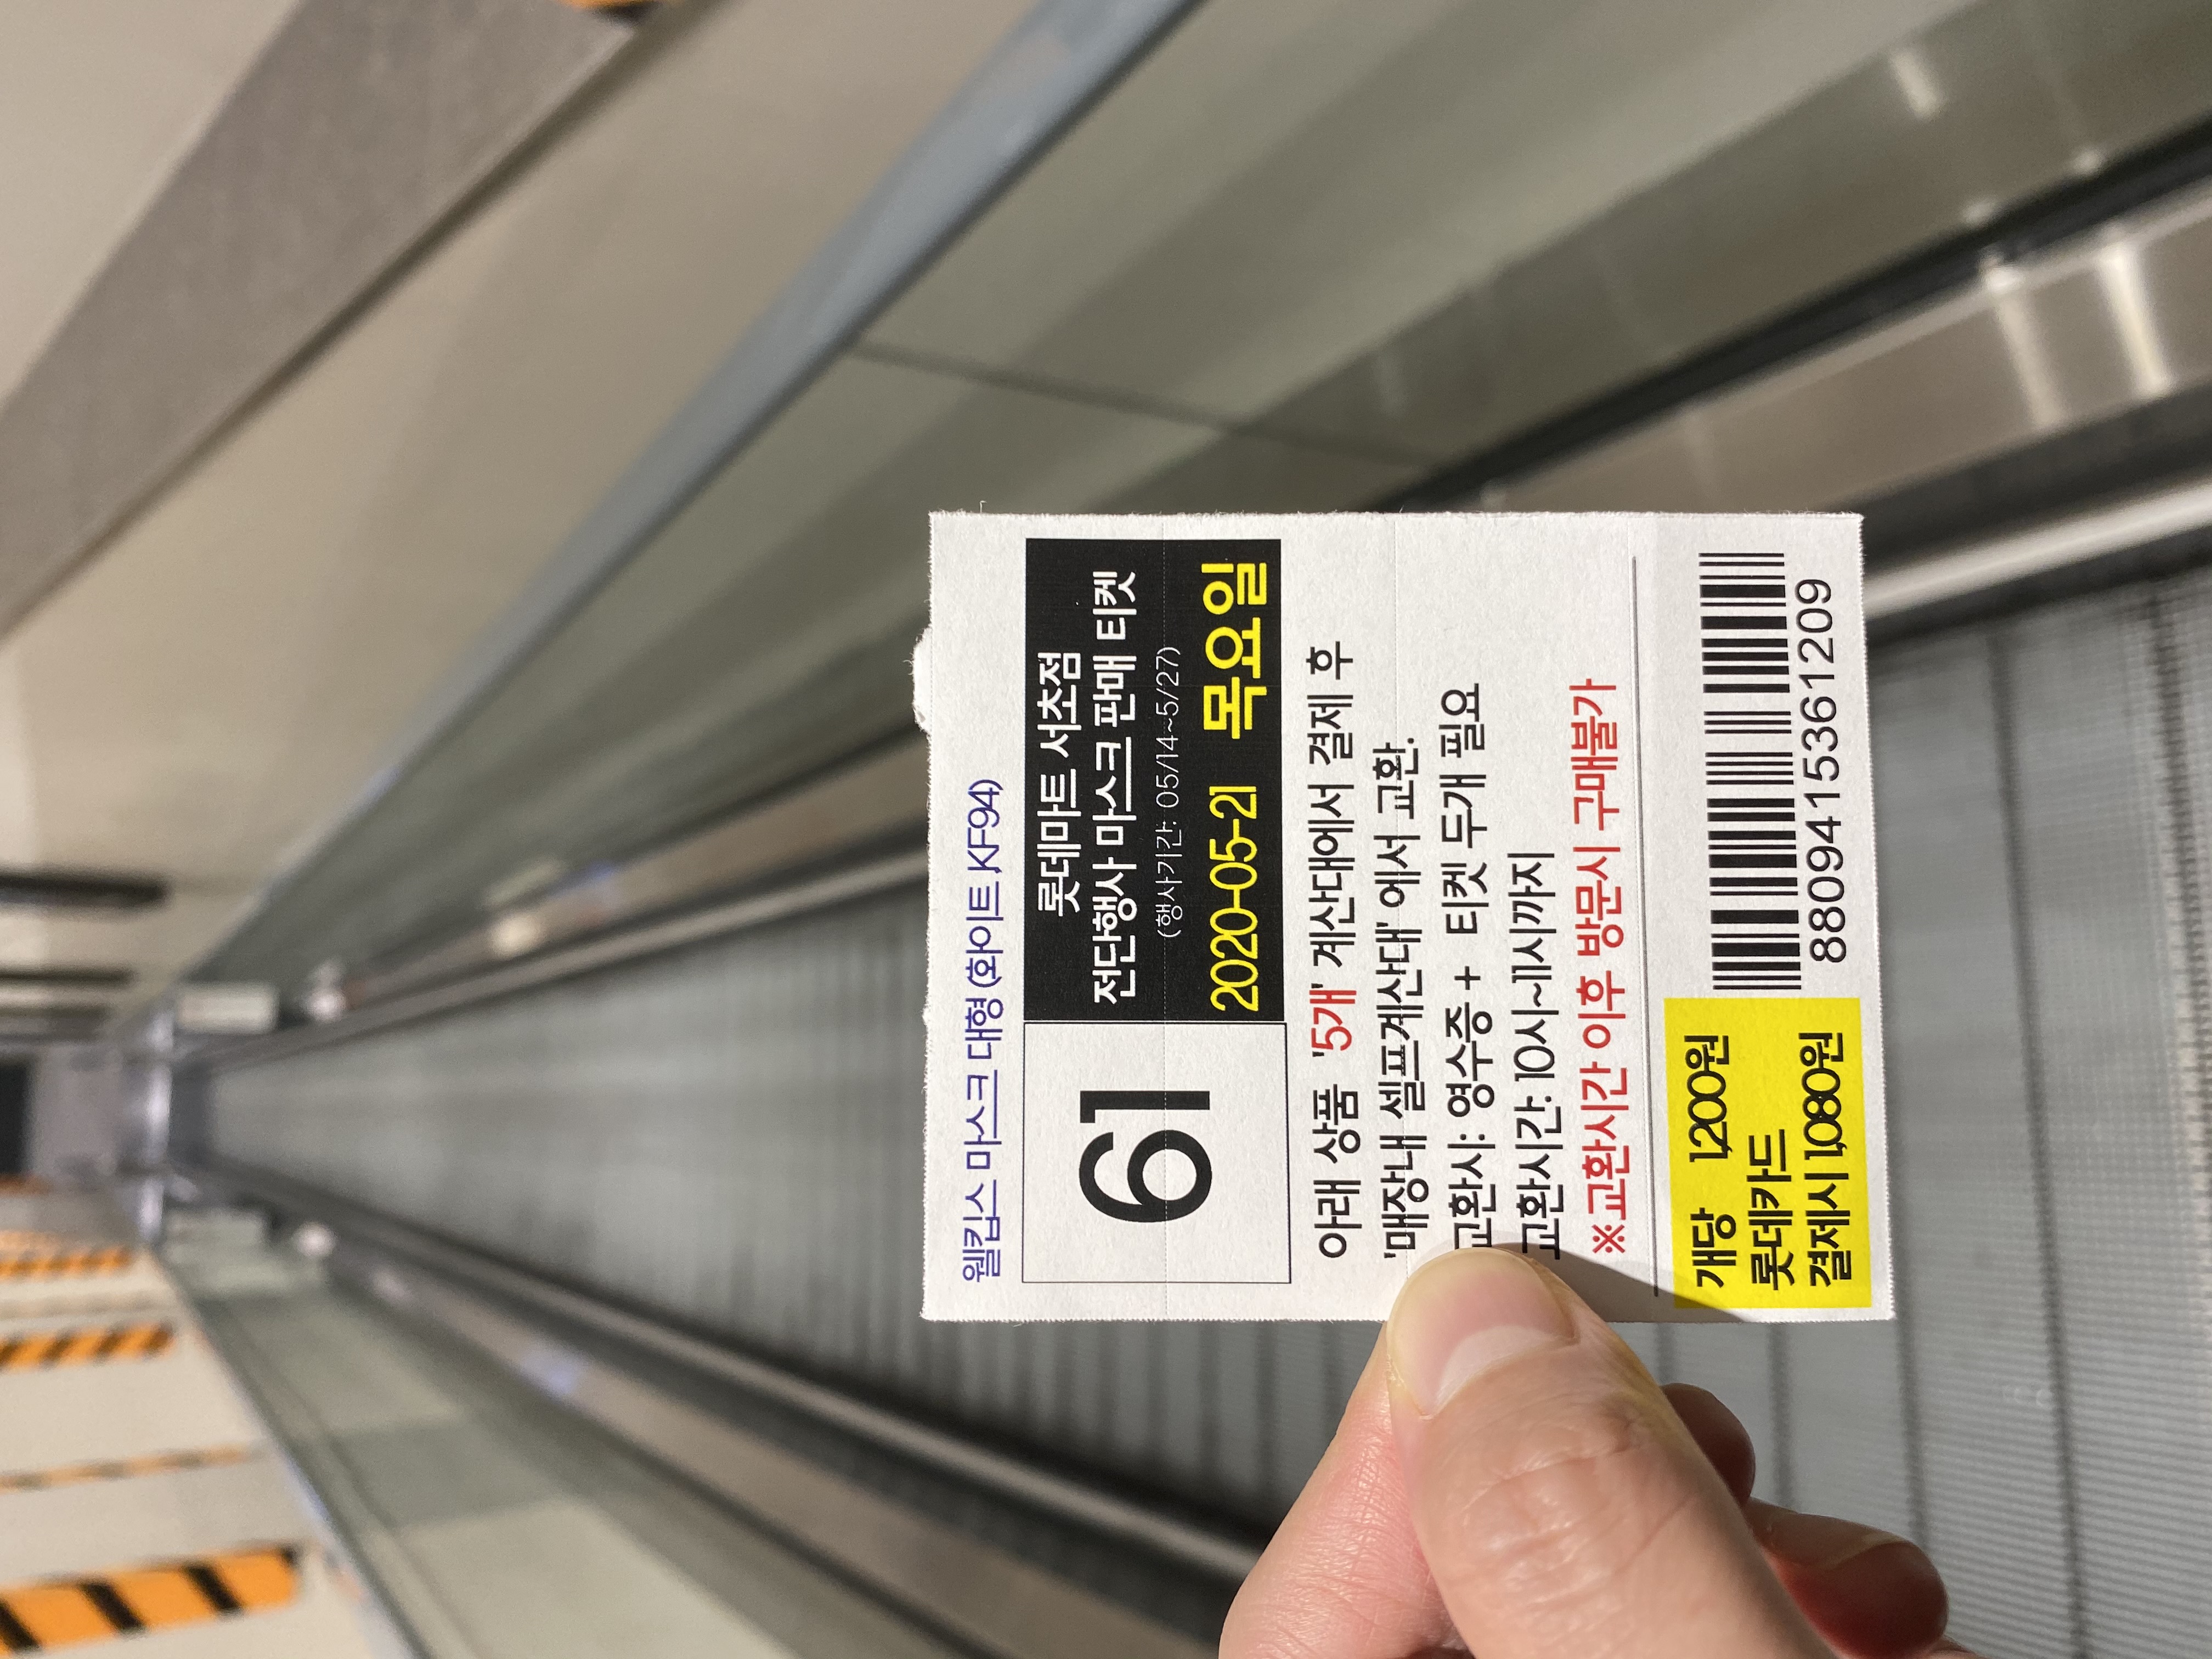 웰킵스 마스크 대형 (화이트,KF94)
61
롯데마트 서초점
전단행사 마스크 판매 티켓
(행사기간: 05/14~5/27)
2020-05-21 목요일
아래 상품 '5개' 계산대에서 결제 후
'매장내 셀프계산대' 에서 교환.
교환시: 영수증 + 티켓 두개 필요
교환시간: 10시~11시까지
※교환시간 이후 방문시 구매불가
개당 1,200원
롯데카드
결제시 1,080원
8809415361209